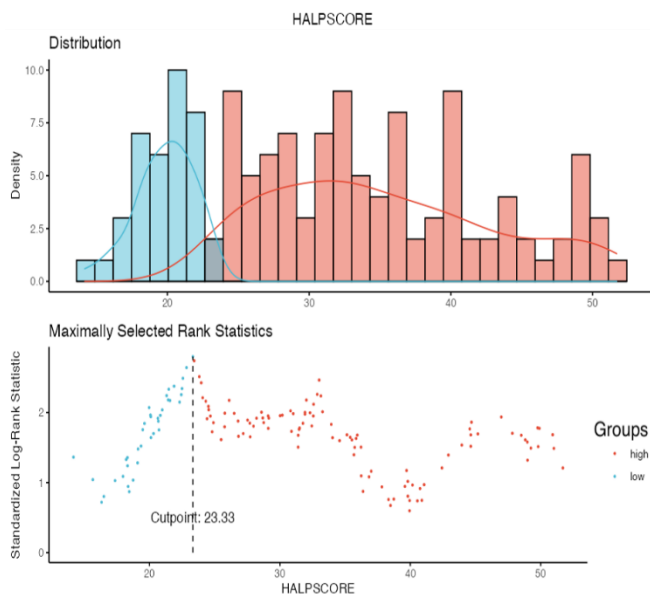 HALPSCORE
Distribution
10.0
7.5
5.0
2.5
0.0
Density
20 30 40 50
Maximally Selected Rank Statistics
Standardized Log-Rank Statistic
2
1
0
Cutpoint: 23.33
20 30 40 50
HALPSCORE
Groups
high
low